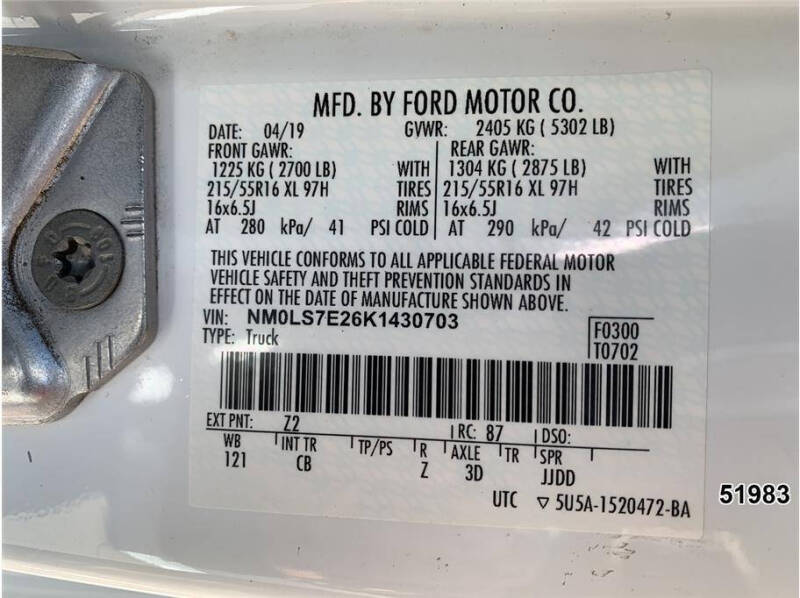 MFD. BY FORD MOTOR CO.
DATE: 04/19 GVWR: 2405 KG ( 5302 LB)
FRONT GAWR: REAR GAWR:
1225 KG ( 2700 LB) WITH 1304 KG ( 2875 LB) WITH
215/55R16 XL 97H TIRES 215/55R16 XL 97H TIRES
16x6.5J RIMS 16x6.5J RIMS
AT 280 kPa/ 41 PSI COLD AT 290 kPa/ 42 PSI COLD
THIS VEHICLE CONFORMS TO ALL APPLICABLE FEDERAL MOTOR
VEHICLE SAFETY AND THEFT PREVENTION STANDARDS IN
EFFECT ON THE DATE OF MANUFACTURE SHOWN ABOVE.
VIN: NM0LS7E26K1430703 F0300
TYPE: Truck T0702
EXT PNT: Z2 RC: 87 DSO:
WB INT TR TP/PS R AXLE TR SPR
121 CB Z 3D JJDD
UTC ▽ 5U5A-1520472-BA
51983